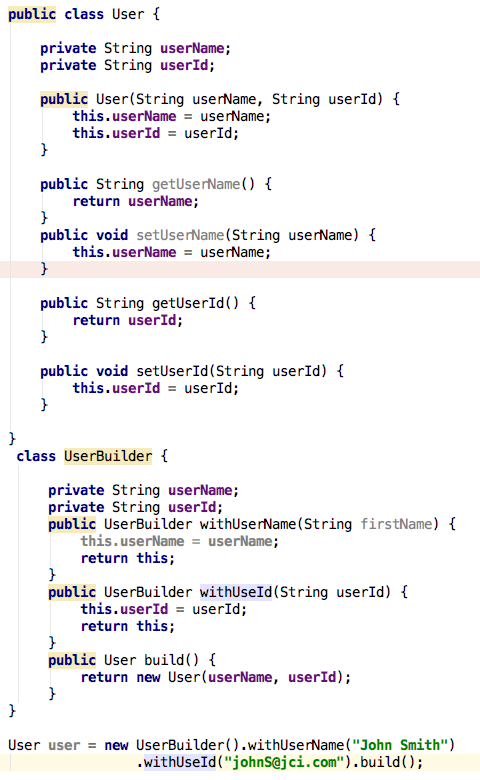 public class User {
private String userName;
private String userId;
public User(String userName, String userId) {
this.userName = userName;
this.userId = userId;
}
public String getUserName() {
return userName;
}
public void setUserName(String userName) {
this.userName = userName;
}
public String getUserId() {
return userId;
}
public void setUserId(String userId) {
this.userId = userId;
}
}
class UserBuilder {
private String userName;
private String userId;
public UserBuilder withUserName(String firstName) {
this.userName = userName;
return this;
}
public UserBuilder withUseId(String userId) {
this.userId = userId;
return this;
}
public User build() {
return new User(userName, userId);
}
}
User user = new UserBuilder().withUserName("John Smith")
.withUseId("johnS@jci.com").build();